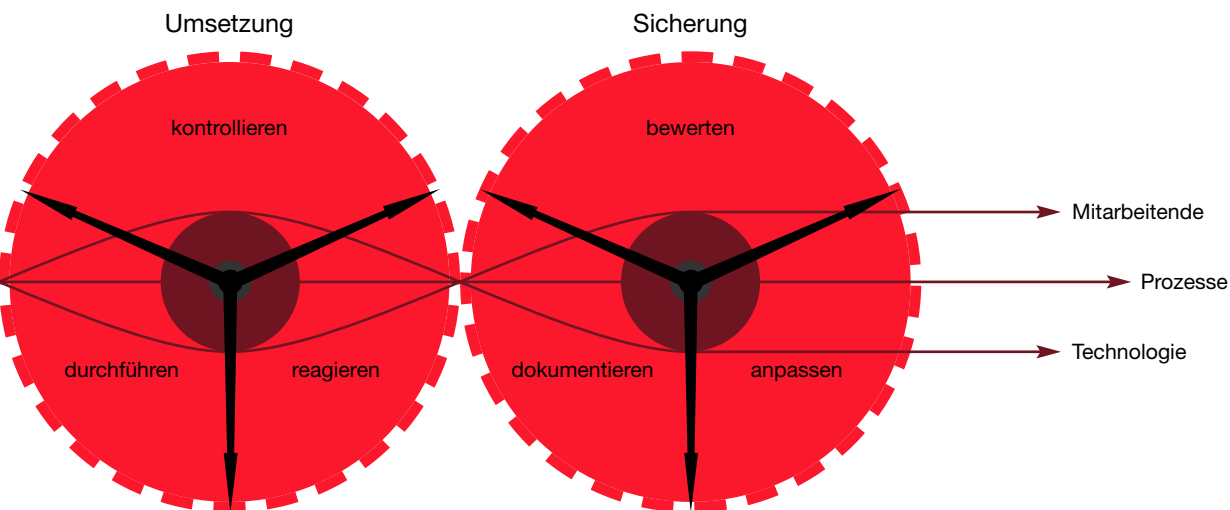 Umsetzung
Sicherung
kontrollieren
bewerten
Mitarbeitende
Prozesse
Technologie
durchführen
reagieren
dokumentieren
anpassen